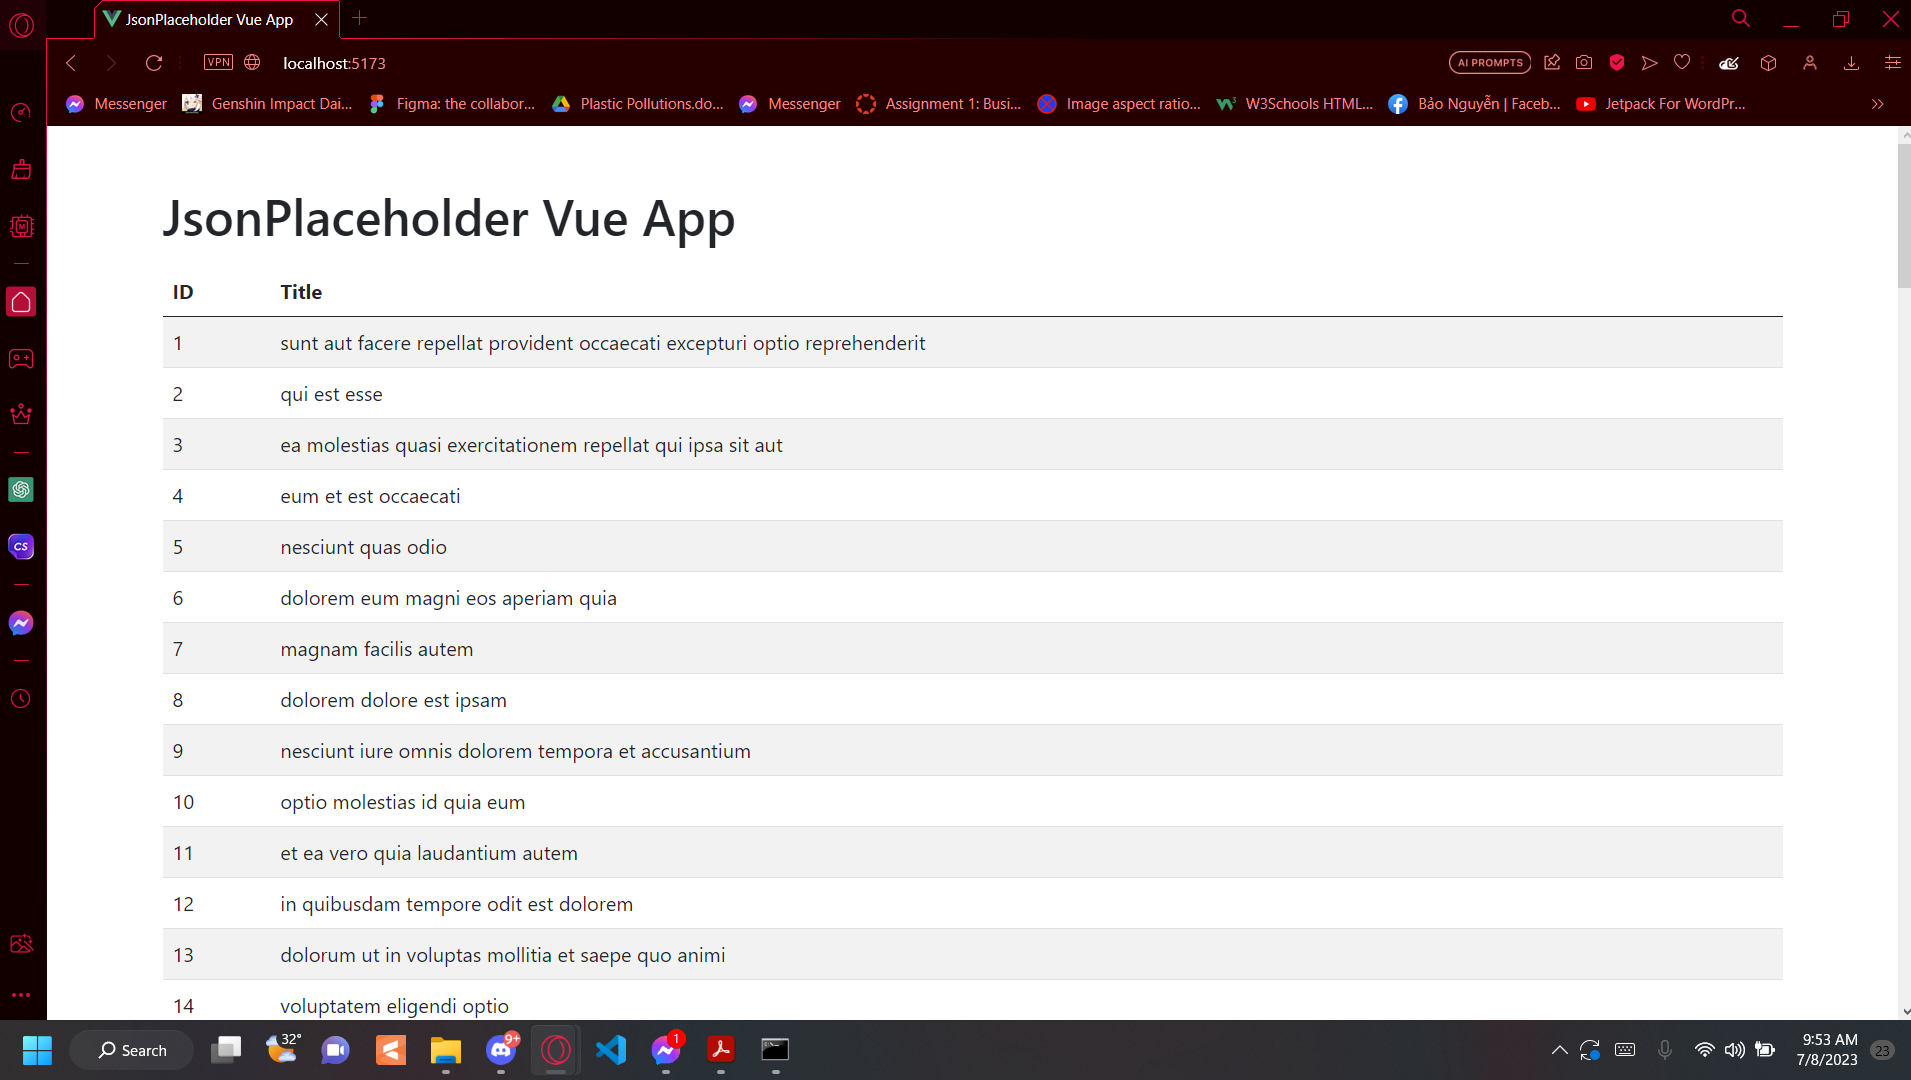 JsonPlaceholder Vue App
VPN localhost:5173 AI PROMPTS
Messenger Genshin Impact Dai... Figma: the collabor... Plastic Pollutions.do... Messenger Assignment 1: Busi... Image aspect ratio... W3Schools HTML... Bảo Nguyễn | Faceb... Jetpack For WordPr...
JsonPlaceholder Vue App
ID Title
1 sunt aut facere repellat provident occaecati excepturi optio reprehenderit
2 qui est esse
3 ea molestias quasi exercitationem repellat qui ipsa sit aut
4 eum et est occaecati
5 nesciunt quas odio
6 dolorem eum magni eos aperiam quia
7 magnam facilis autem
8 dolorem dolore est ipsam
9 nesciunt iure omnis dolorem tempora et accusantium
10 optio molestias id quia eum
11 et ea vero quia laudantium autem
12 in quibusdam tempore odit est dolorem
13 dolorum ut in voluptas mollitia et saepe quo animi
14 voluptatem eligendi optio
CS
Search 32° 9+ 1 9:53 AM
7/8/2023 23